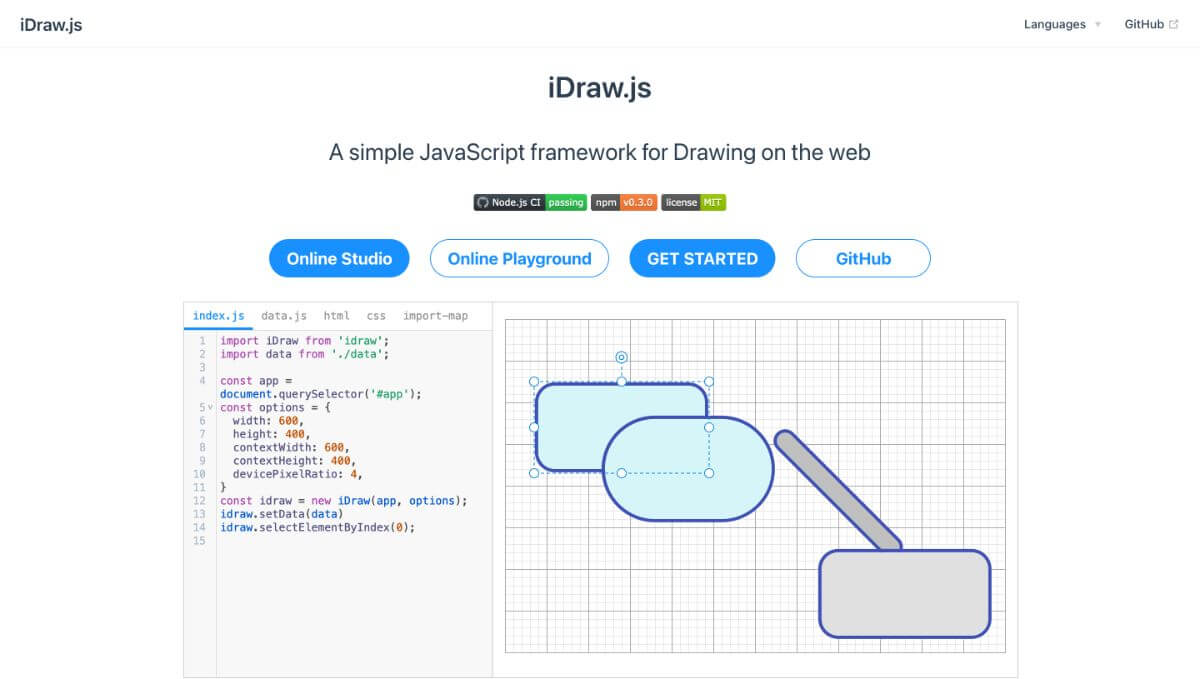 iDraw.js
Languages
GitHub
iDraw.js
A simple JavaScript framework for Drawing on the web
Node.js CI passing npm v0.3.0 license MIT
Online Studio
Online Playground
GET STARTED
GitHub
index.js data.js html css import-map
1 import iDraw from 'idraw';
2 import data from './data';
3
4 const app =
document.querySelector('#app');
5 const options = {
6 width: 600,
7 height: 400,
8 contextWidth: 600,
9 contextHeight: 400,
10 devicePixelRatio: 4,
11 }
12 const idraw = new iDraw(app, options);
13 idraw.setData(data)
14 idraw.selectElementByIndex(0);
15